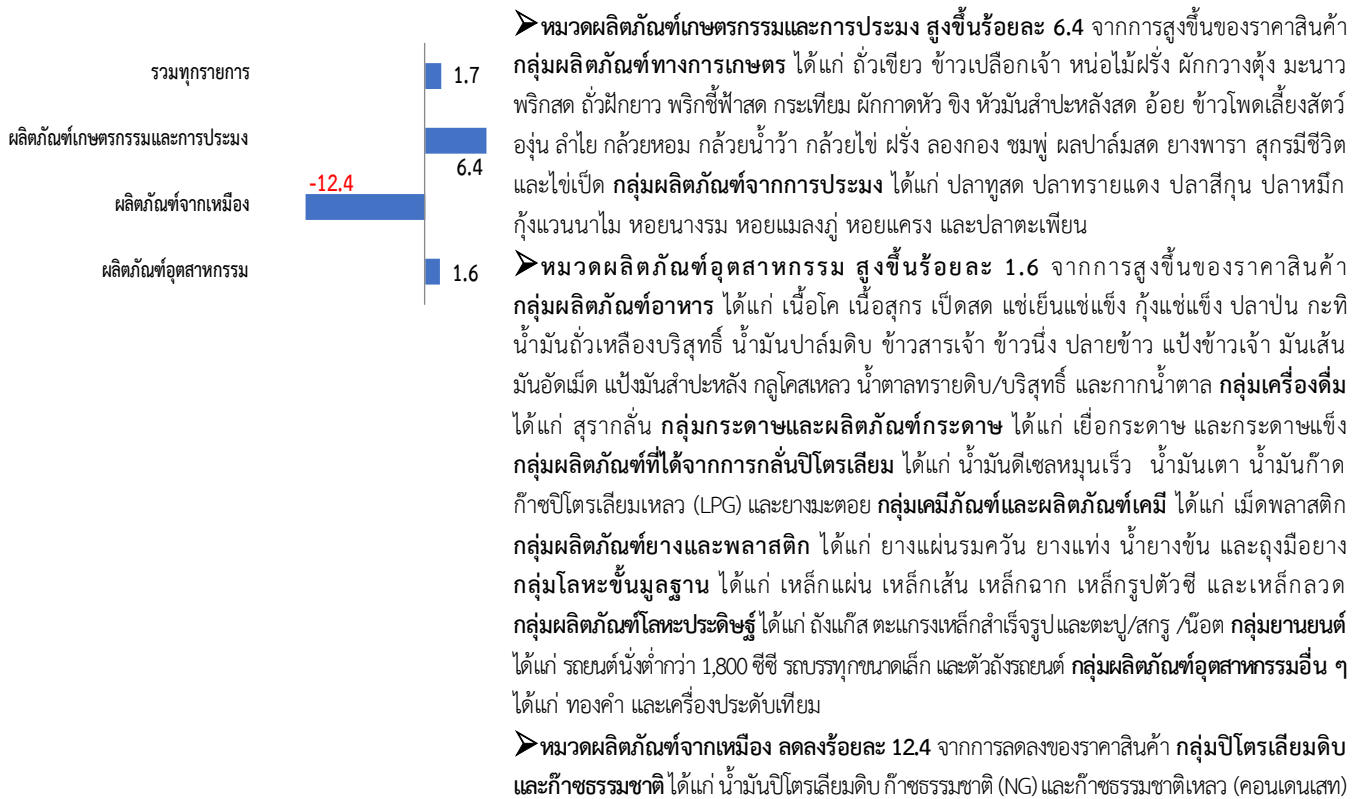 รวมทุกรายการ
1.7
ผลิตภัณฑ์เกษตรกรรมและการประมง
6.4
-12.4
ผลิตภัณฑ์จากเหมือง
ผลิตภัณฑ์อุตสาหกรรม
1.6
➢หมวดผลิตภัณฑ์เกษตรกรรมและการประมง สูงขึ้นร้อยละ 6.4 จากการสูงขึ้นของราคาสินค้า
กลุ่มผลิตภัณฑ์ทางการเกษตร ได้แก่ ถั่วเขียว ข้าวเปลือกเจ้า หน่อไม้ฝรั่ง ผักกวางตุ้ง มะนาว
พริกสด ถั่วฝักยาว พริกชี้ฟ้าสด กระเทียม ผักกาดหัว ขิง หัวมันสำปะหลังสด อ้อย ข้าวโพดเลี้ยงสัตว์
องุ่น ลำไย กล้วยหอม กล้วยน้ำว้า กล้วยไข่ ฝรั่ง ลองกอง ชมพู่ ผลปาล์มสด ยางพารา สุกรมีชีวิต
และไข่เป็ด กลุ่มผลิตภัณฑ์จากการประมง ได้แก่ ปลาทูสด ปลาทรายแดง ปลาสีกุน ปลาหมึก
กุ้งแวนนาไม หอยนางรม หอยแมลงภู่ หอยแครง และปลาตะเพียน
➢หมวดผลิตภัณฑ์อุตสาหกรรม สูงขึ้นร้อยละ 1.6 จากการสูงขึ้นของราคาสินค้า
กลุ่มผลิตภัณฑ์อาหาร ได้แก่ เนื้อโค เนื้อสุกร เป็ดสด แช่เย็นแช่แข็ง กุ้งแช่แข็ง ปลาป่น กะทิ
น้ำมันถั่วเหลืองบริสุทธิ์ น้ำมันปาล์มดิบ ข้าวสารเจ้า ข้าวนึ่ง ปลายข้าว แป้งข้าวเจ้า มันเส้น
มันอัดเม็ด แป้งมันสำปะหลัง กลูโคสเหลว น้ำตาลทรายดิบ/บริสุทธิ์ และกากน้ำตาล กลุ่มเครื่องดื่ม
ได้แก่ สุรากลั่น กลุ่มกระดาษและผลิตภัณฑ์กระดาษ ได้แก่ เยื่อกระดาษ และกระดาษแข็ง
กลุ่มผลิตภัณฑ์ที่ได้จากการกลั่นปิโตรเลียม ได้แก่ น้ำมันดีเซลหมุนเร็ว น้ำมันเตา น้ำมันก๊าด
ก๊าซปิโตรเลียมเหลว (LPG) และยางมะตอย กลุ่มเคมีภัณฑ์และผลิตภัณฑ์เคมี ได้แก่ เม็ดพลาสติก
กลุ่มผลิตภัณฑ์ยางและพลาสติก ได้แก่ ยางแผ่นรมควัน ยางแท่ง น้ำยางข้น และถุงมือยาง
กลุ่มโลหะขั้นมูลฐาน ได้แก่ เหล็กแผ่น เหล็กเส้น เหล็กฉาก เหล็กรูปตัวซี และเหล็กลวด
กลุ่มผลิตภัณฑ์โลหะประดิษฐ์ ได้แก่ ถังแก๊ส ตะแกรงเหล็กสำเร็จรูป และตะปู/สกรู /น๊อต กลุ่มยานยนต์
ได้แก่ รถยนต์นั่งต่ำกว่า 1,800 ซีซี รถบรรทุกขนาดเล็ก และตัวถังรถยนต์ กลุ่มผลิตภัณฑ์อุตสาหกรรมอื่น ๆ
ได้แก่ ทองคำ และเครื่องประดับเทียม
➢หมวดผลิตภัณฑ์จากเหมือง ลดลงร้อยละ 12.4 จากการลดลงของราคาสินค้า กลุ่มปิโตรเลียมดิบ
และก๊าซธรรมชาติ ได้แก่ น้ำมันปิโตรเลียมดิบ ก๊าซธรรมชาติ (NG) และก๊าซธรรมชาติเหลว (คอนเดนเสท)